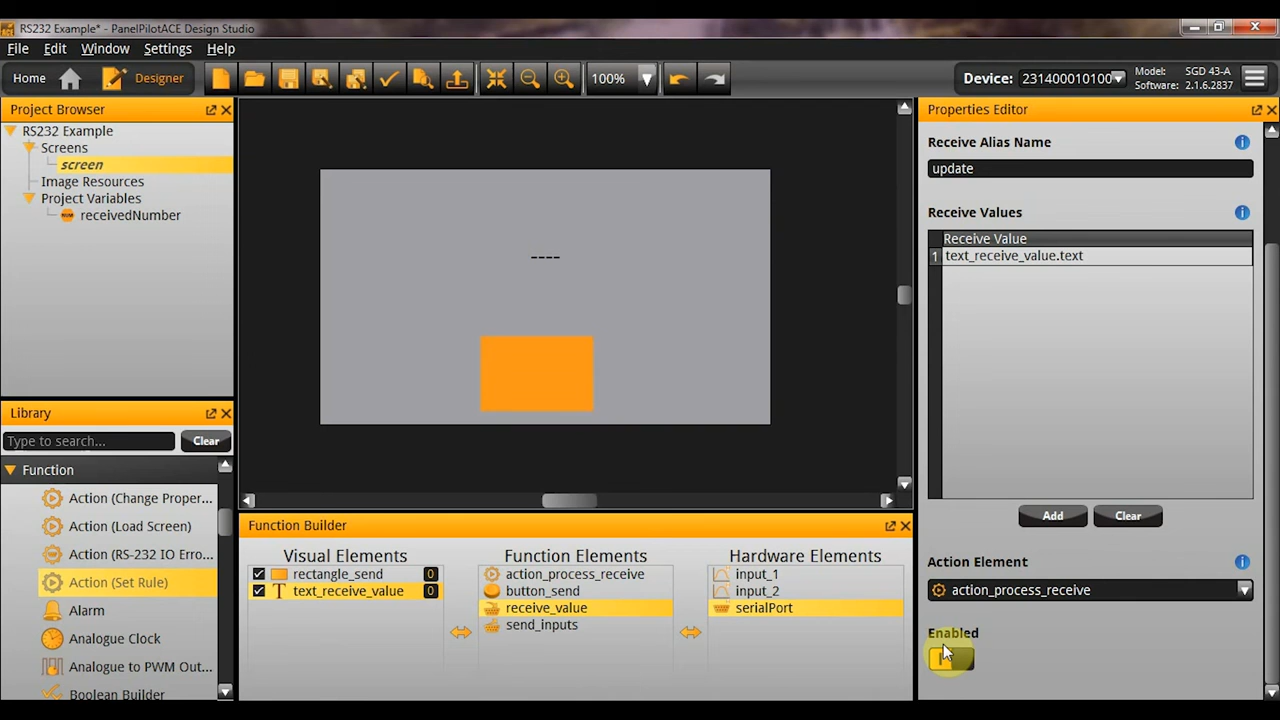 RS232 Example* - PanelPilotACE Design Studio
File Edit Window Settings Help
Home Designer 100% Device: 231400010100 Model: SGD 43-A
Software: 2.1.6.2837
Project Browser
RS232 Example
Screens
screen
Image Resources
Project Variables
receivedNumber
Library
Type to search... Clear
Function
Action (Change Proper...
Action (Load Screen)
Action (RS-232 IO Erro...
Action (Set Rule)
Alarm
Analogue Clock
Analogue to PWM Out...
Boolean Builder
----
Function Builder
Visual Elements
rectangle_send 0
text_receive_value 0
Function Elements
action_process_receive
button_send
receive_value
send_inputs
Hardware Elements
input_1
input_2
serialPort
Properties Editor
Receive Alias Name
update
Receive Values
Receive Value
1 text_receive_value.text
Add Clear
Action Element
action_process_receive
Enabled